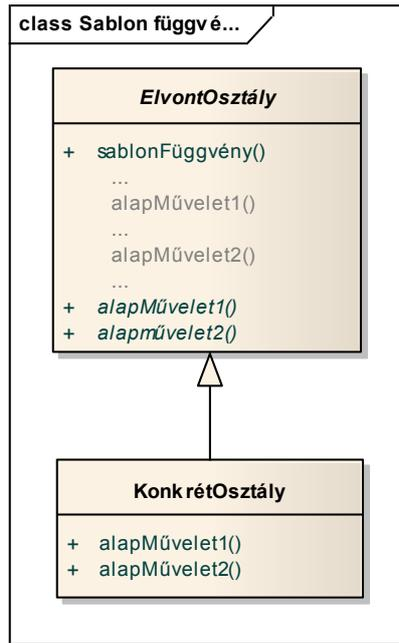 class Sablon függvé...
ElvontOsztály
+ sablonFüggvény()
...
alapMűvelet1()
...
alapMűvelet2()
...
+ alapMűvelet1()
+ alapművelet2()
KonkrétOsztály
+ alapMűvelet1()
+ alapMűvelet2()